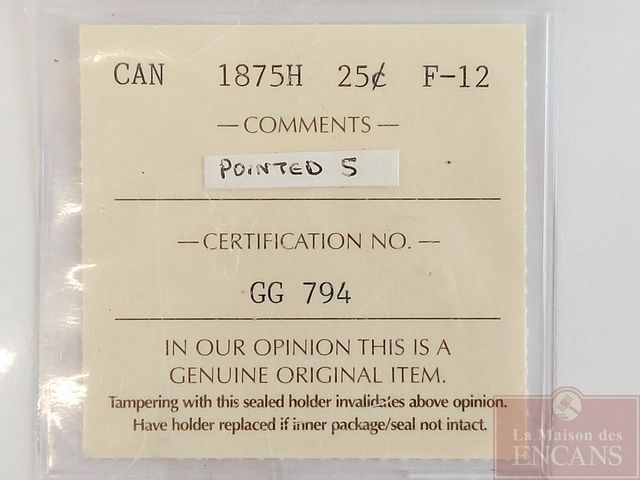 CAN 1875H 25¢ F-12
— COMMENTS —
POINTED 5
— CERTIFICATION NO. —
GG 794
IN OUR OPINION THIS IS A
GENUINE ORIGINAL ITEM.
Tampering with this sealed holder invalidates above opinion.
Have holder replaced if inner package/seal not intact.
La Maison des
ENCANS